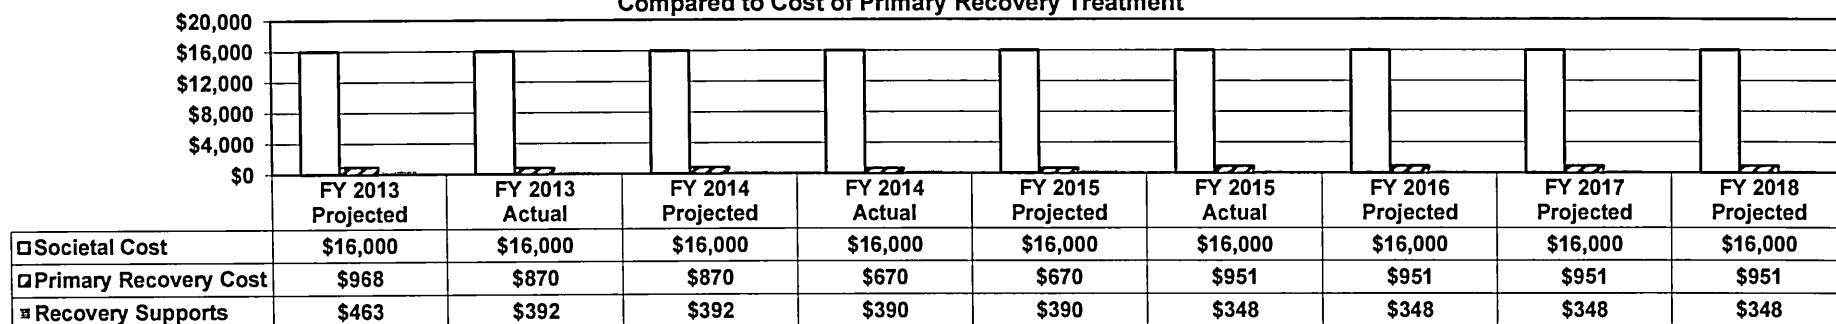 Compared to Cost of Primary Recovery Treatment
$20,000
$16,000
$12,000
$8,000
$4,000
$0
FY 2013 Projected FY 2013 Actual FY 2014 Projected FY 2014 Actual FY 2015 Projected FY 2015 Actual FY 2016 Projected FY 2017 Projected FY 2018 Projected
Societal Cost $16,000 $16,000 $16,000 $16,000 $16,000 $16,000 $16,000 $16,000 $16,000
Primary Recovery Cost $968 $870 $870 $670 $670 $951 $951 $951 $951
Recovery Supports $463 $392 $392 $390 $390 $348 $348 $348 $348